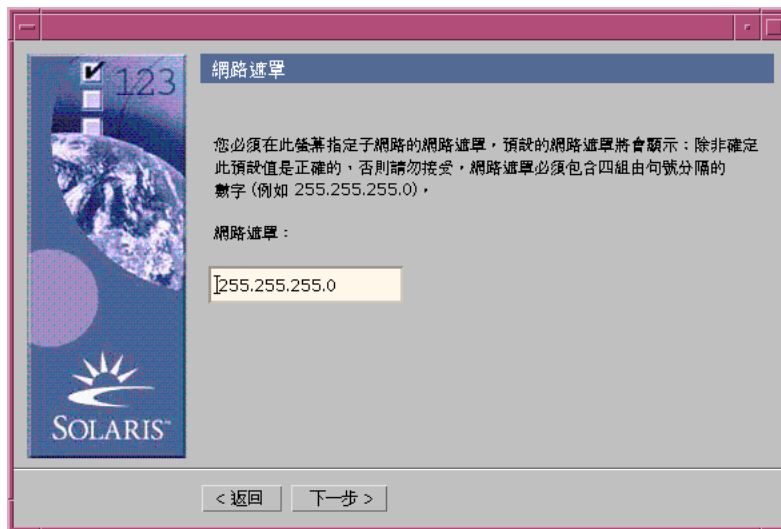 123
網路遮罩
您必須在此螢幕指定子網路的網路遮罩，預設的網路遮罩將會顯示；除非確定
此預設值是正確的，否則請勿接受，網路遮罩必須包含四組由句號分隔的
數字 (例如 255.255.255.0)，
網路遮罩：
255.255.255.0
SOLARIS™
< 返回
下一步 >